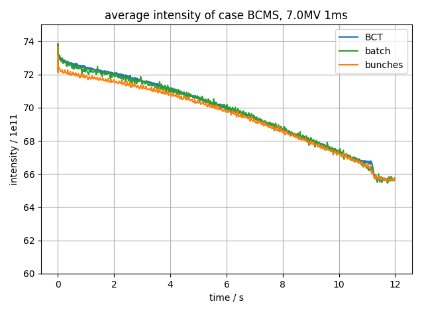 average intensity of case BCMS, 7.0MV 1ms
BCT
batch
bunches
intensity / 1e11
74
72
70
68
66
64
62
60
0
2
4
6
8
10
12
time / s